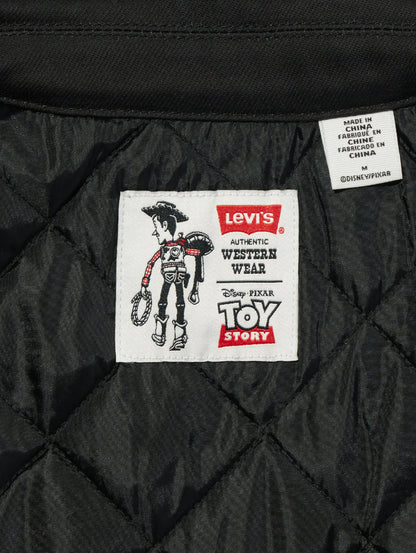 MADE IN
CHINA
FABRIQUÉ EN
CHINE
FABRICADO EN
CHINA
M
©DISNEY/PIXAR
LEVI'S
®
AUTHENTIC
WESTERN
WEAR
Disney · PIXAR
TOY
STORY